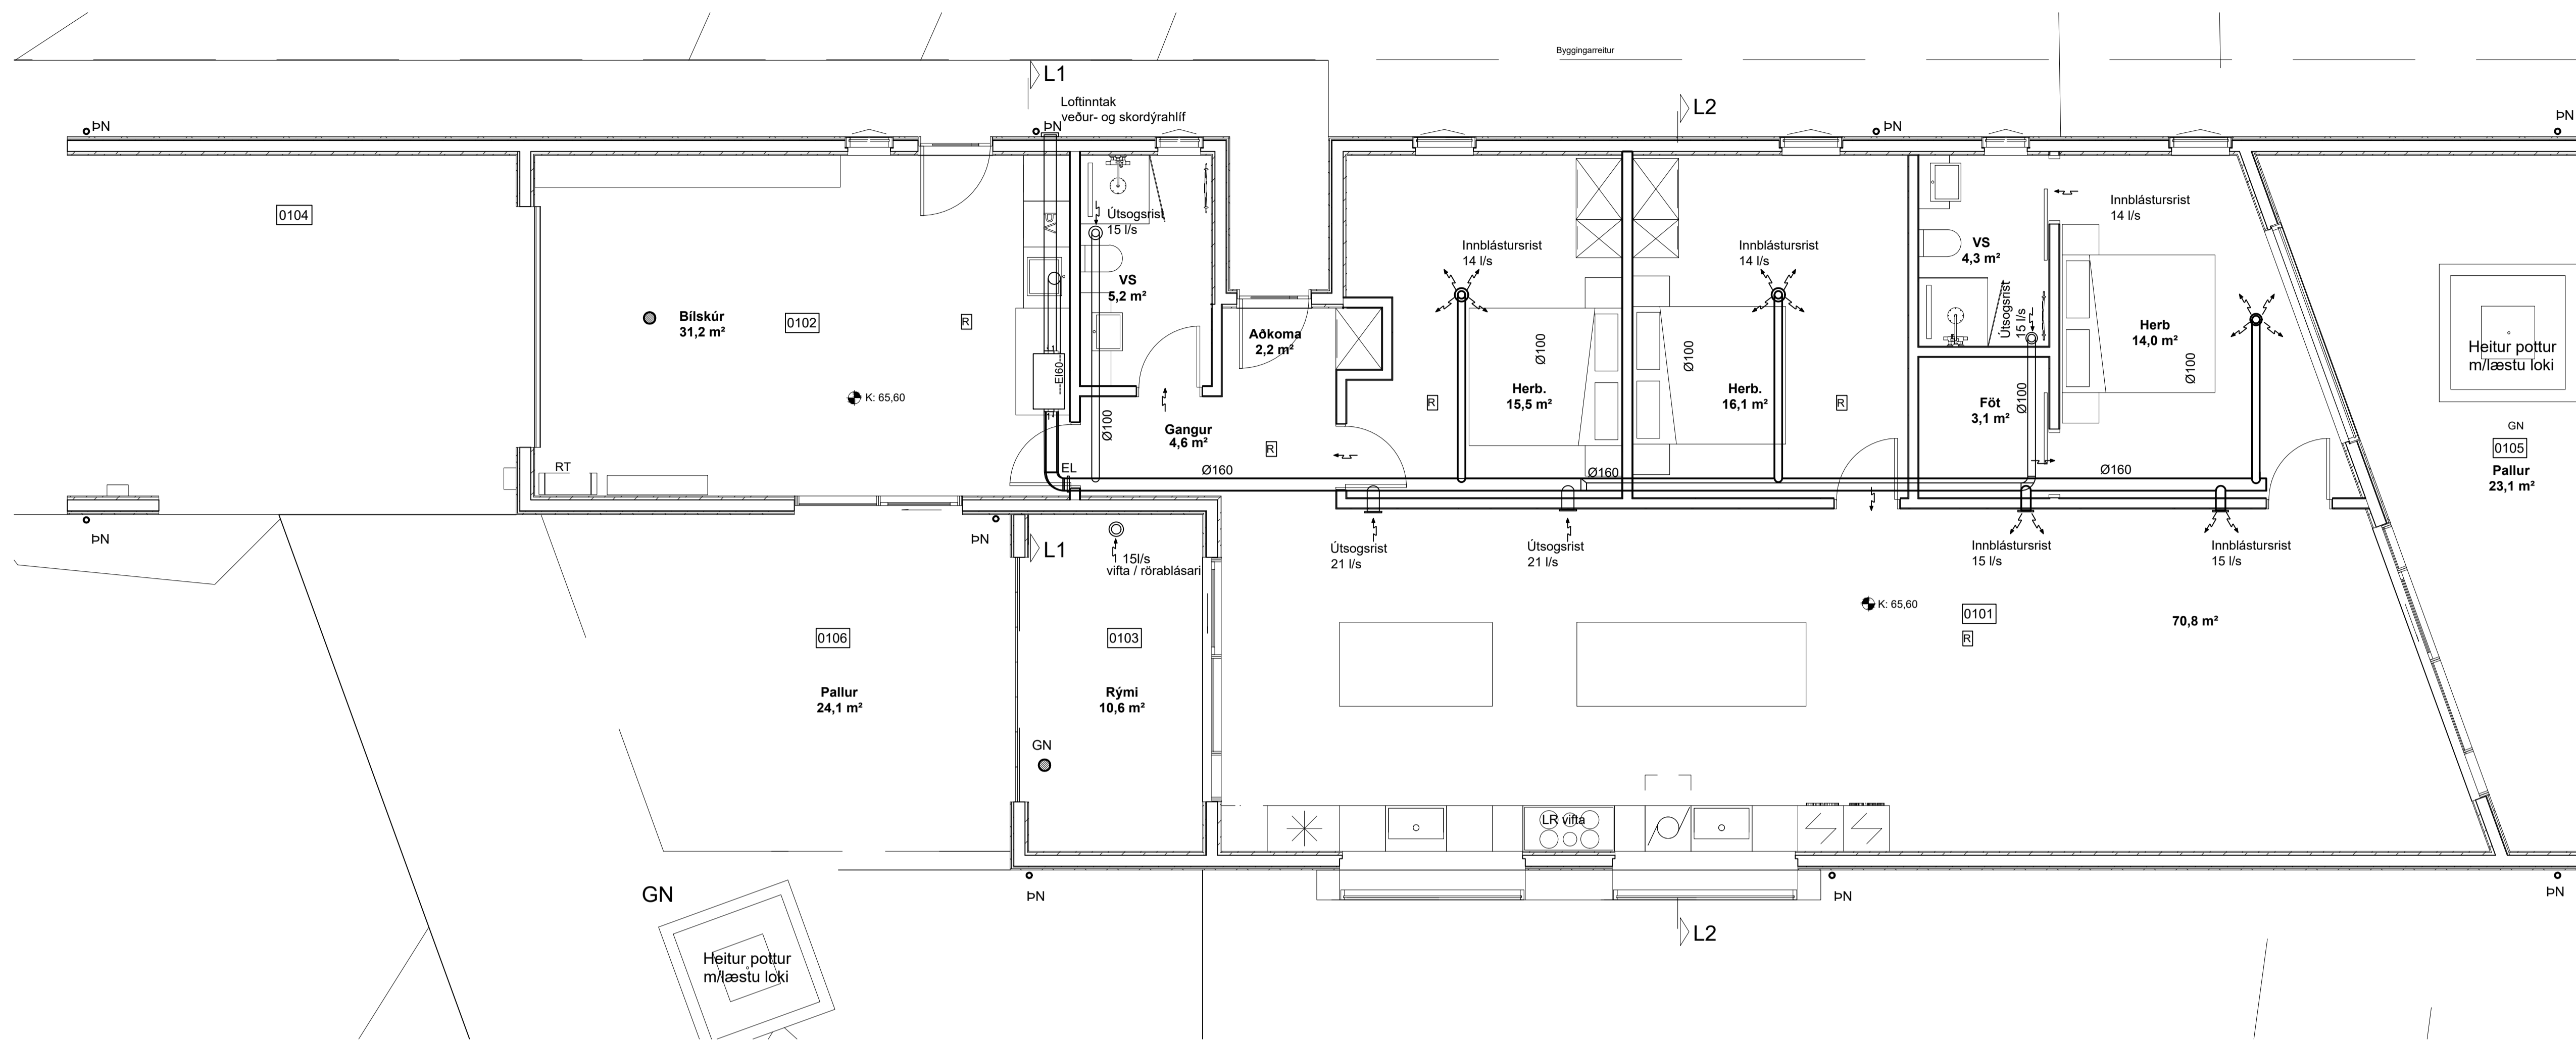 Byggingarreitur
L1
L2
Loftinntak
veður- og skordýrahlíf
ÞN
ÞN
ÞN
ÞN
0104
Útsogsrist
15 l/s
Innblástursrist
14 l/s
Innblástursrist
14 l/s
Innblástursrist
14 l/s
VS
5,2 m²
VS
4,3 m²
Bílskúr
31,2 m²
0102
R
Aðkoma
2,2 m²
EI60
Útsogsrist
15 l/s
Herb
14,0 m²
Heitur pottur
m/læstu loki
K: 65,60
Ø100
Ø100
Ø100
Ø100
Ø100
Herb.
15,5 m²
Herb.
16,1 m²
Föt
3,1 m²
R
R
Gangur
4,6 m²
R
GN
0105
Pallur
23,1 m²
RT
EL
Ø160
Ø160
Ø160
ÞN
ÞN
L1
15l/s
vifta / rörablásari
Útsogsrist
21 l/s
Útsogsrist
21 l/s
Innblástursrist
15 l/s
Innblástursrist
15 l/s
K: 65,60
0101
R
70,8 m²
0106
0103
Pallur
24,1 m²
Rými
10,6 m²
GN
LR vifta
GN
ÞN
ÞN
ÞN
L2
Heitur pottur
m/læstu loki